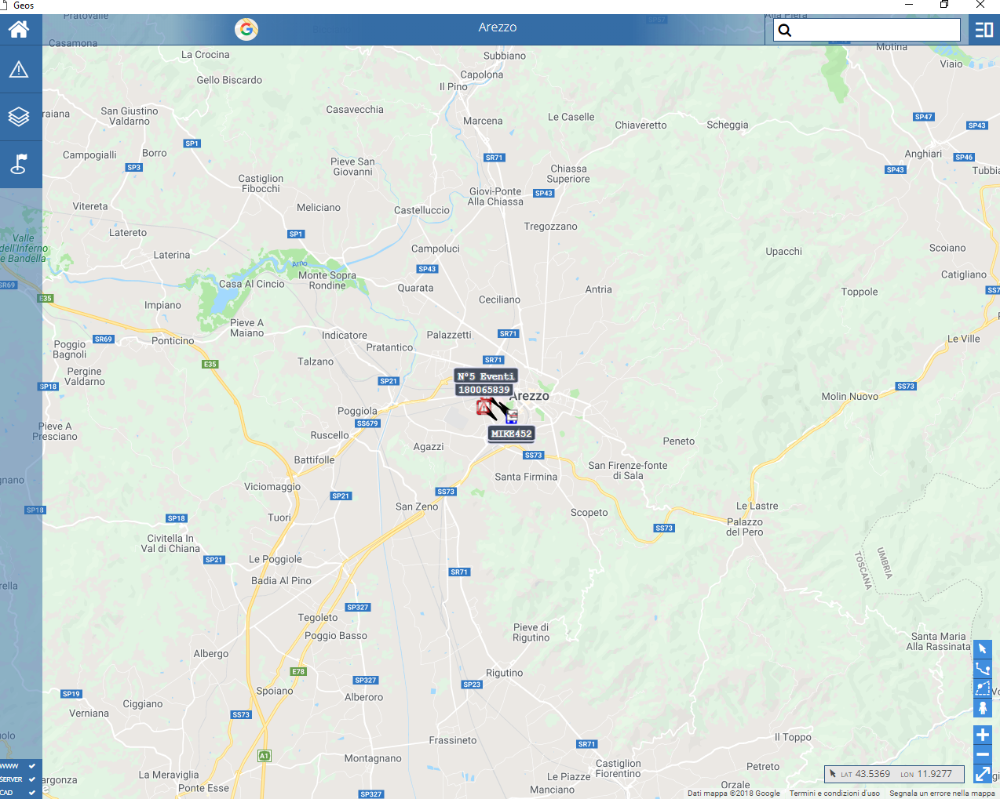 Geos
Pratovalle
Arezzo
Casamona
La Crocina
Subbiano
Motina
Viaio
Gello Biscardo
Capolona
Il Pino
San Giustino
Valdarno
Casavecchia
Marcena
Le Caselle
Chiaveretto
Scheggia
SP47
SP43
raiana
SP1
Campogialli
Borro
SP3
Pieve San
Giovanni
SR71
Chiassa
Superiore
Anghiari
SP46
SP43
Tubbia
Castiglion
Fibocchi
Giovi-Ponte
Alla Chiassa
SP43
Vitereta
Meliciano
Castelluccio
Latereto
SP1
Tregozzano
Valle
dell'Inferno
e Bandella
Laterina
Campoluci
Upacchi
Scoiano
Arno
SP43
Casa Al Cincio
Monte Sopra
Rondine
Catigliano
SR69
E35
Quarata
Antria
Toppole
SS7
Impiano
Ceciliano
Pieve A
Maiano
SR69
Ponticino
Indicatore
Palazzetti
SR71
Le Ville
Poggio
Bagnoli
Pratantico
E35
Talzano
SR71
Pergine
Valdarno
SP18
SP21
N°5 Eventi
180065839
Arezzo
SS73
Molin Nuovo
Poggiola
SS679
Pieve A
Presciano
Ruscello
MIKE452
Agazzi
SS73
Peneto
Battifolle
San Firenze-fonte
di Sala
gnano
Viciomaggio
Santa Firmina
SP21
SS73
San Zeno
SP18
SP18
Tuori
Scopeto
Le Lastre
SS73
Palazzo
del Pero
Civitella In
Val di Chiana
SP21
Le Poggiole
UMBRIA
TOSCANA
SR71
rella
Badia Al Pino
SP327
Tegoleto
Poggio Basso
Pieve di
Rigutino
Santa Maria
Alla Rassinata
Albergo
E78
Rigutino
SP327
SP23
SP19
Spoiano
Alberoro
Ciggiano
Verniana
SS73
Fassineto
SR71
Il Toppo
A1
Montagnano
WWW
SERVER
CAD
argonza
La Meraviglia
Ponte Esse
Castiglion
Fiorentino
Petreto
Le Piazze
LAT 43.5369 LON 11.9277
Orzale
Manciano
SP327
Dati mappa ©2018 Google Termini e condizioni d'uso Segnala un errore nella mappa